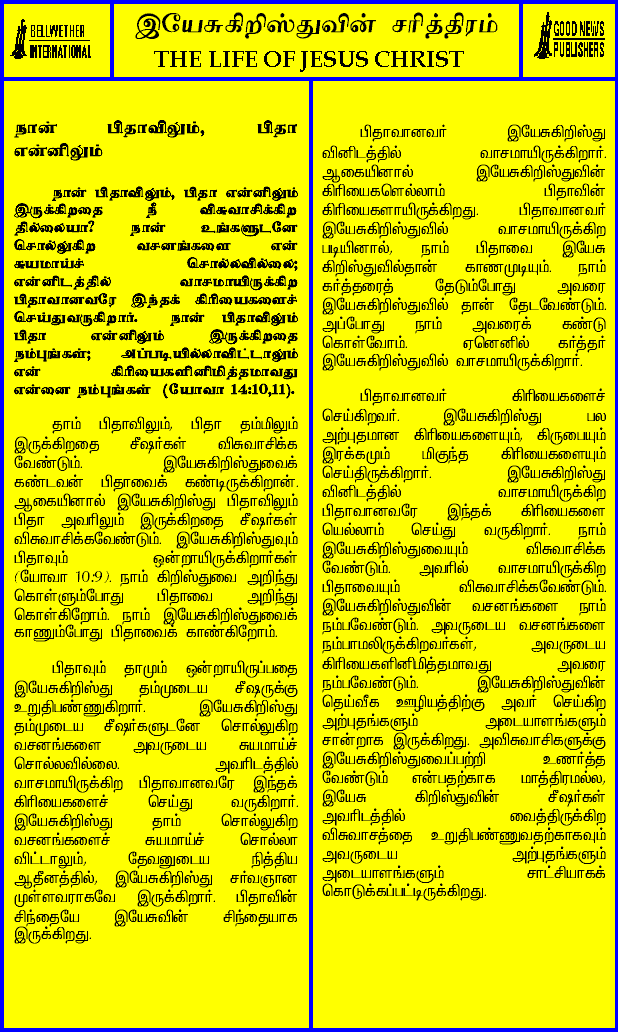 BELLWETHER
INTERNATIONAL
இயேசுகிறிஸ்துவின் சரித்திரம்
THE LIFE OF JESUS CHRIST
GOOD NEWS
PUBLISHERS
நான் பிதாவிலும், பிதா
என்னிலும்
நான் பிதாவிலும், பிதா என்னிலும்
இருக்கிறதை நீ விசுவாசிக்கிற
தில்லையா? நான் உங்களுடனே
சொல்லுகிற வசனங்களை என்
சுயமாய்ச் சொல்லவில்லை;
என்னிடத்தில் வாசமாயிருக்கிற
பிதாவானவரே இந்தக் கிரியைகளைச்
செய்துவருகிறார். நான் பிதாவிலும்
பிதா என்னிலும் இருக்கிறதை
நம்புங்கள்; அப்படியில்லாவிட்டாலும்
என் கிரியைகளினிமித்தமாவது
என்னை நம்புங்கள் (யோவா 14:10,11).
தாம் பிதாவிலும், பிதா தம்மிலும்
இருக்கிறதை சீஷர்கள் விசுவாசிக்க
வேண்டும். இயேசுகிறிஸ்துவைக்
கண்டவன் பிதாவைக் கண்டிருக்கிறான்.
ஆகையினால் இயேசுகிறிஸ்து பிதாவிலும்
பிதா அவரிலும் இருக்கிறதை சீஷர்கள்
விசுவாசிக்கவேண்டும். இயேசுகிறிஸ்துவும்
பிதாவும் ஒன்றாயிருக்கிறார்கள்
(யோவா 10;9). நாம் கிறிஸ்துவை அறிந்து
கொள்ளும்போது பிதாவை அறிந்து
கொள்கிறோம். நாம் இயேசுகிறிஸ்துவைக்
காணும்போது பிதாவைக் காண்கிறோம்.
பிதாவும் தாமும் ஒன்றாயிருப்பதை
இயேசுகிறிஸ்து தம்முடைய சீஷருக்கு
உறுதிபண்ணுகிறார். இயேசுகிறிஸ்து
தம்முடைய சீஷர்களுடனே சொல்லுகிற
வசனங்களை அவருடைய சுயமாய்ச்
சொல்லவில்லை. அவரிடத்தில்
வாசமாயிருக்கிற பிதாவானவரே இந்தக்
கிரியைகளைச் செய்து வருகிறார்.
இயேசுகிறிஸ்து தாம் சொல்லுகிற
வசனங்களைச் சுயமாய்ச் சொல்லா
விட்டாலும், தேவனுடைய நித்திய
ஆதீனத்தில், இயேசுகிறிஸ்து சர்வஞான
முள்ளவராகவே இருக்கிறார். பிதாவின்
சிந்தையே இயேசுவின் சிந்தையாக
இருக்கிறது.
பிதாவானவர் இயேசுகிறிஸ்து
வினிடத்தில் வாசமாயிருக்கிறார்.
ஆகையினால் இயேசுகிறிஸ்துவின்
கிரியைகளெல்லாம் பிதாவின்
கிரியைகளாயிருக்கிறது. பிதாவானவர்
இயேசுகிறிஸ்துவில் வாசமாயிருக்கிற
படியினால், நாம் பிதாவை இயேசு
கிறிஸ்துவில்தான் காணமுடியும். நாம்
கர்த்தரைத் தேடும்போது அவரை
இயேசுகிறிஸ்துவில் தான் தேடவேண்டும்.
அப்போது நாம் அவரைக் கண்டு
கொள்வோம். ஏனெனில் கர்த்தர்
இயேசுகிறிஸ்துவில் வாசமாயிருக்கிறார்.
பிதாவானவர் கிரியைகளைச்
செய்கிறவர். இயேசுகிறிஸ்து பல
அற்புதமான கிரியைகளையும், கிருபையும்
இரக்கமும் மிகுந்த கிரியைகளையும்
செய்திருக்கிறார். இயேசுகிறிஸ்து
வினிடத்தில் வாசமாயிருக்கிற
பிதாவானவரே இந்தக் கிரியைகளை
யெல்லாம் செய்து வருகிறார். நாம்
இயேசுகிறிஸ்துவையும் விசுவாசிக்க
வேண்டும். அவரில் வாசமாயிருக்கிற
பிதாவையும் விசுவாசிக்கவேண்டும்.
இயேசுகிறிஸ்துவின் வசனங்களை நாம்
நம்பவேண்டும். அவருடைய வசனங்களை
நம்பாமலிருக்கிறவர்கள், அவருடைய
கிரியைகளினிமித்தமாவது அவரை
நம்பவேண்டும். இயேசுகிறிஸ்துவின்
தெய்வீக ஊழியத்திற்கு அவர் செய்கிற
அற்புதங்களும் அடையாளங்களும்
சான்றாக இருக்கிறது. அவிசுவாசிகளுக்கு
இயேசுகிறிஸ்துவைப்பற்றி உணர்த்த
வேண்டும் என்பதற்காக மாத்திரமல்ல,
இயேசு கிறிஸ்துவின் சீஷர்கள்
அவரிடத்தில் வைத்திருக்கிற
விசுவாசத்தை உறுதிபண்ணுவதற்காகவும்
அவருடைய அற்புதங்களும்
அடையாளங்களும் சாட்சியாகக்
கொடுக்கப்பட்டிருக்கிறது.